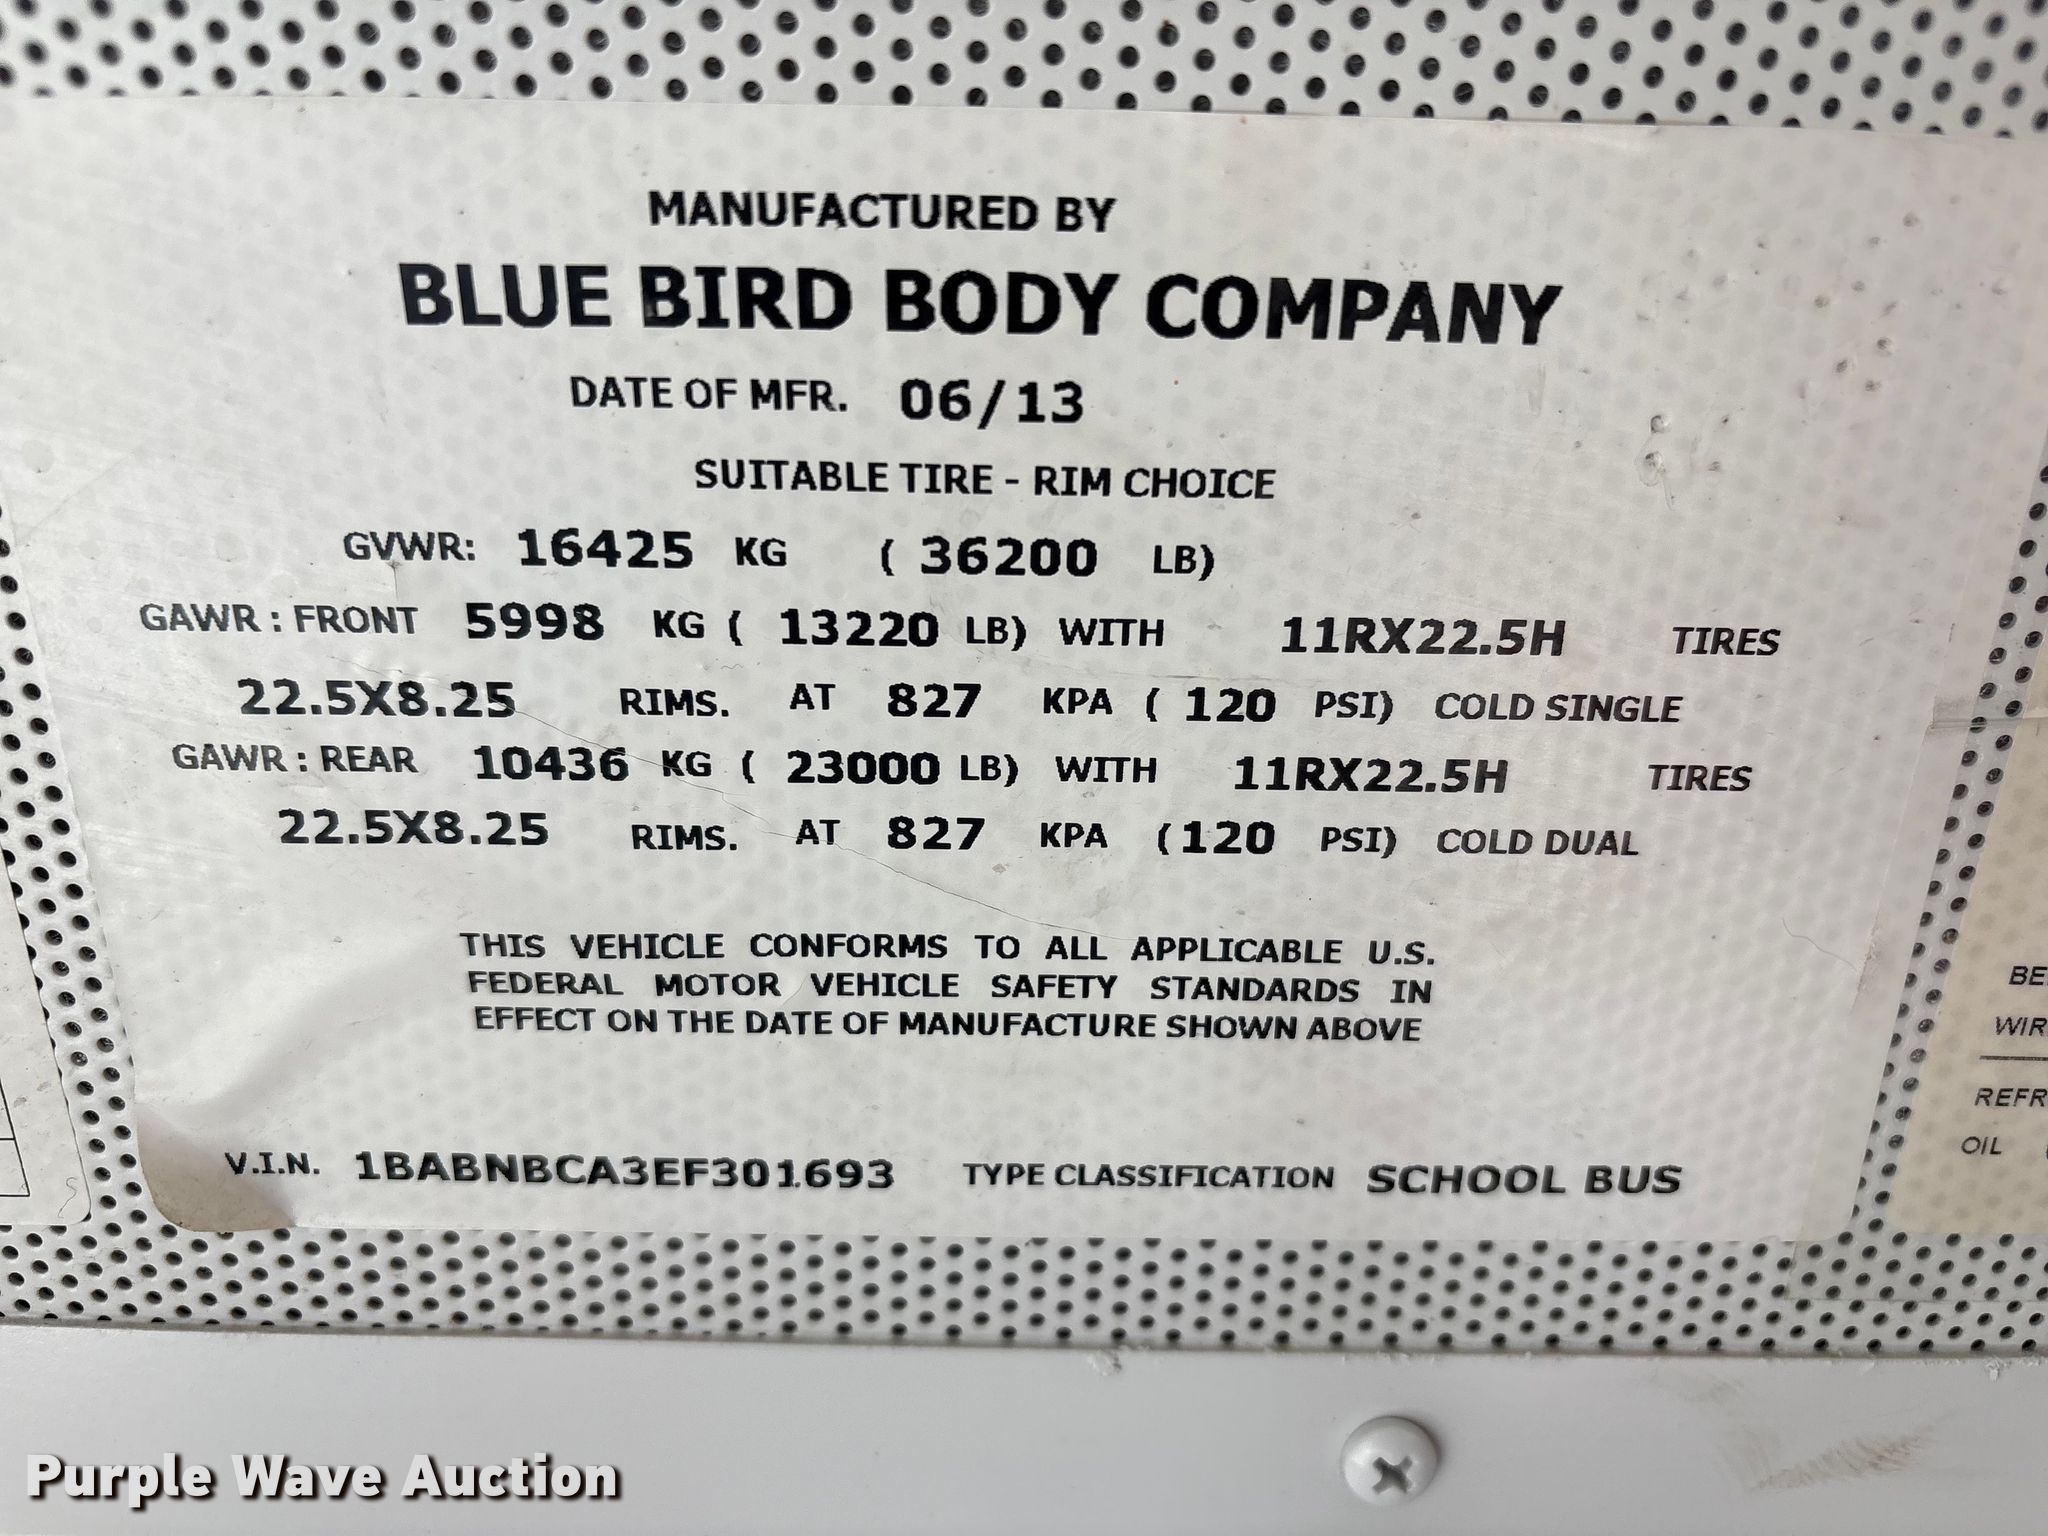 MANUFACTURED BY
BLUE BIRD BODY COMPANY
DATE OF MFR. 06/13
SUITABLE TIRE - RIM CHOICE
GVWR: 16425 KG ( 36200 LB)
GAWR : FRONT 5998 KG ( 13220 LB) WITH 11RX22.5H TIRES
22.5X8.25 RIMS. AT 827 KPA ( 120 PSI) COLD SINGLE
GAWR : REAR 10436 KG ( 23000 LB) WITH 11RX22.5H TIRES
22.5X8.25 RIMS. AT 827 KPA (120 PSI) COLD DUAL
THIS VEHICLE CONFORMS TO ALL APPLICABLE U.S.
FEDERAL MOTOR VEHICLE SAFETY STANDARDS IN
EFFECT ON THE DATE OF MANUFACTURE SHOWN ABOVE
V.I.N. 1BABNBCA3EF301693 TYPE CLASSIFICATION SCHOOL BUS
OIL
Purple Wave Auction